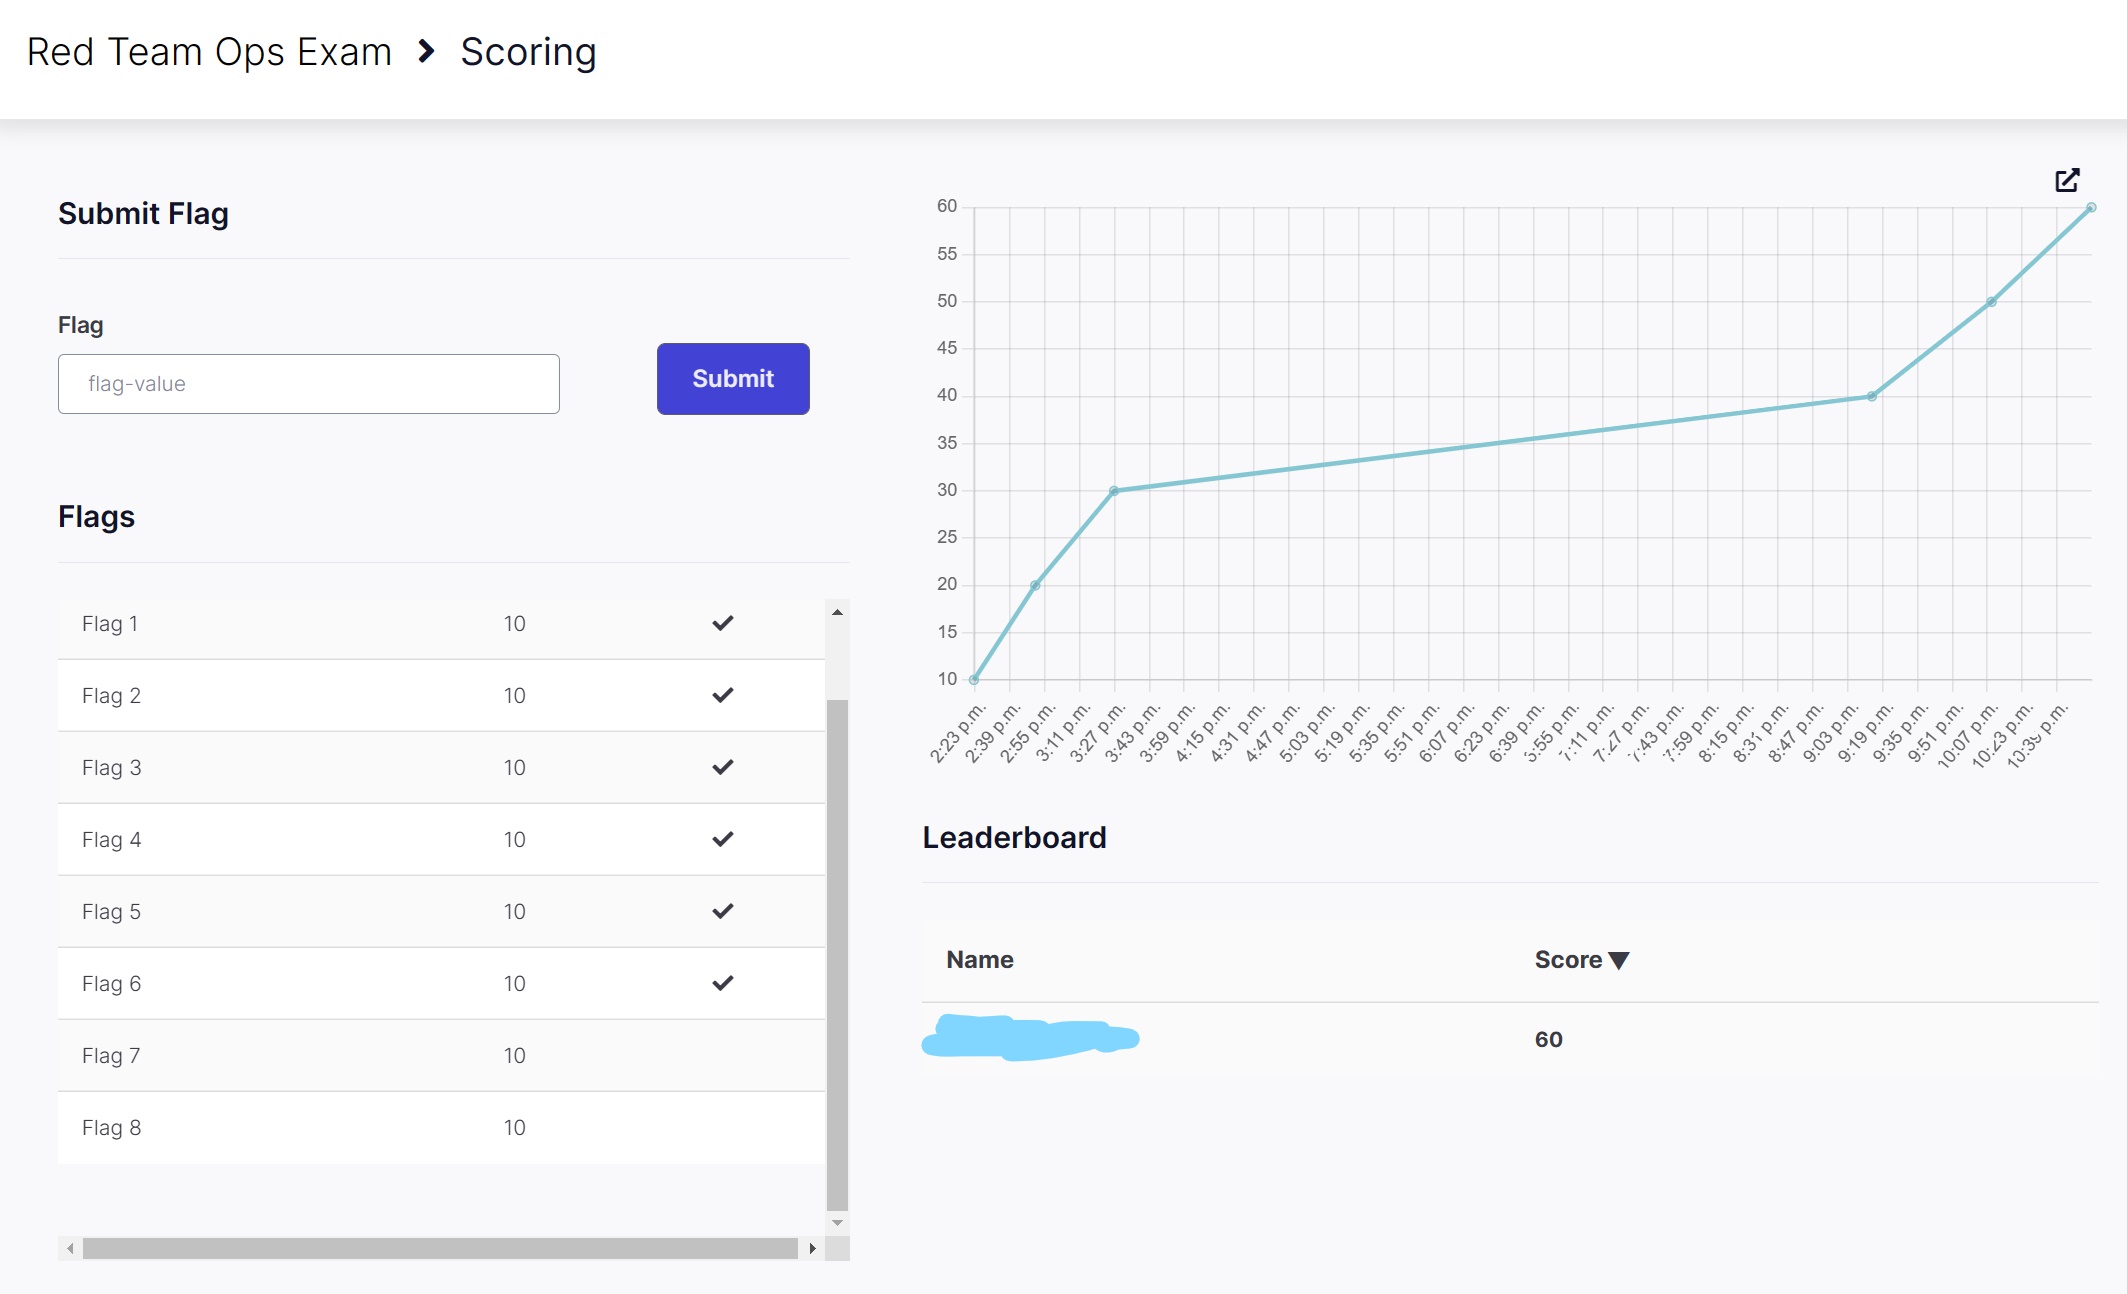 Red Team Ops Exam > Scoring
Submit Flag
Flag
flag-value
Submit
Flags
Flag 1 10 ✓
Flag 2 10 ✓
Flag 3 10 ✓
Flag 4 10 ✓
Flag 5 10 ✓
Flag 6 10 ✓
Flag 7 10
Flag 8 10
60
55
50
45
40
35
30
25
20
15
10
2:23 p.m.
2:39 p.m.
2:55 p.m.
3:11 p.m.
3:27 p.m.
3:43 p.m.
3:59 p.m.
4:15 p.m.
4:31 p.m.
4:47 p.m.
5:03 p.m.
5:19 p.m.
5:35 p.m.
5:51 p.m.
6:07 p.m.
6:23 p.m.
6:39 p.m.
:55 p.m.
:11 p.m.
7:27 p.m.
:43 p.m.
:59 p.m.
8:15 p.m.
8:31 p.m.
8:47 p.m.
9:03 p.m.
9:19 p.m.
9:35 p.m.
9:51 p.m.
10:07 p.m.
10:23 p.m.
10:39 p.m.
Leaderboard
Name Score ▼
60